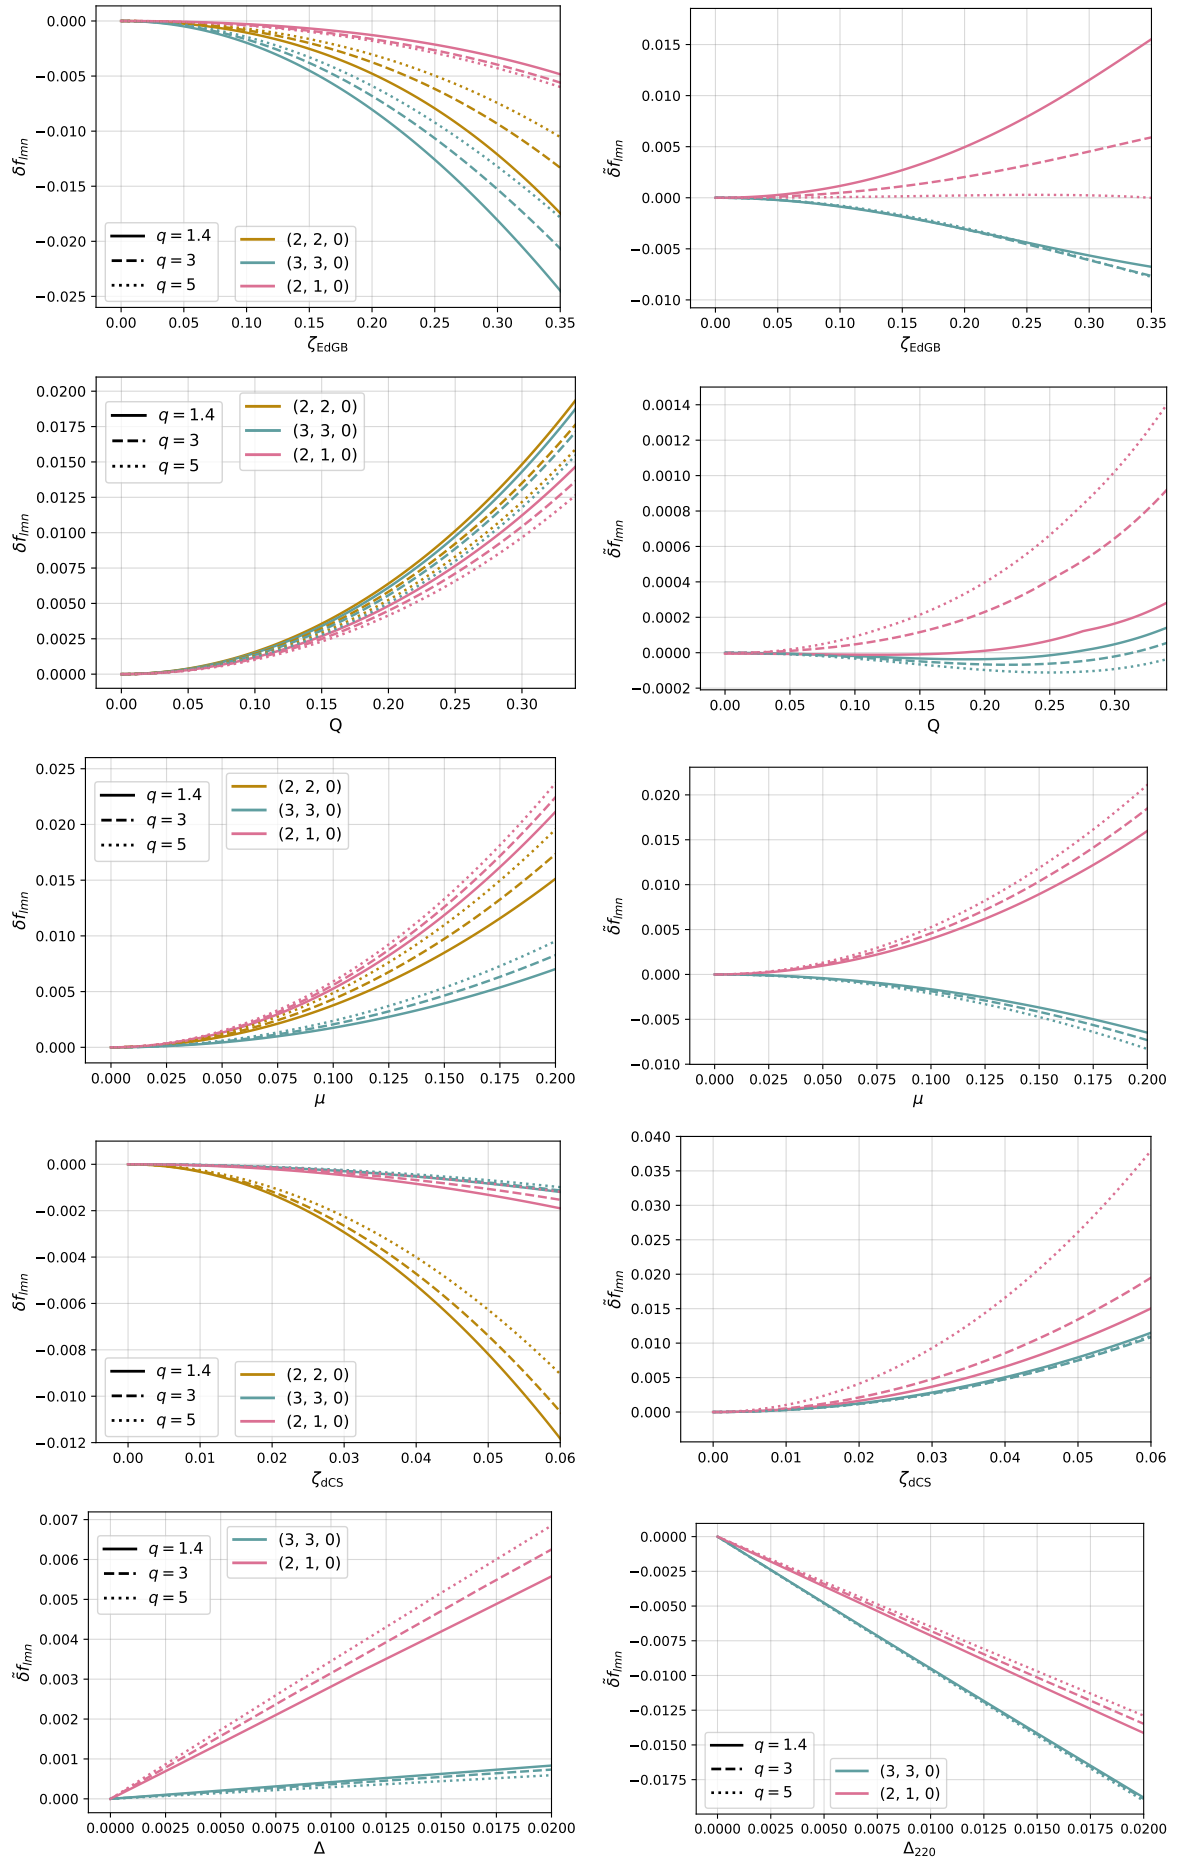 0.000
−0.005
−0.010
−0.015
−0.020
−0.025
δf_lmn
q = 1.4
q = 3
q = 5
(2, 2, 0)
(3, 3, 0)
(2, 1, 0)
0.00 0.05 0.10 0.15 0.20 0.25 0.30 0.35
ζ_EdGB
0.015
0.010
0.005
0.000
−0.005
−0.010
δ̃f_lmn
0.00 0.05 0.10 0.15 0.20 0.25 0.30 0.35
ζ_EdGB
0.0200
0.0175
0.0150
0.0125
0.0100
0.0075
0.0050
0.0025
0.0000
δf_lmn
q = 1.4
q = 3
q = 5
(2, 2, 0)
(3, 3, 0)
(2, 1, 0)
0.00 0.05 0.10 0.15 0.20 0.25 0.30
Q
0.0014
0.0012
0.0010
0.0008
0.0006
0.0004
0.0002
0.0000
−0.0002
δ̃f_lmn
0.00 0.05 0.10 0.15 0.20 0.25 0.30
Q
0.025
0.020
0.015
0.010
0.005
0.000
δf_lmn
q = 1.4
q = 3
q = 5
(2, 2, 0)
(3, 3, 0)
(2, 1, 0)
0.000 0.025 0.050 0.075 0.100 0.125 0.150 0.175 0.200
μ
0.020
0.015
0.010
0.005
0.000
−0.005
−0.010
δ̃f_lmn
0.000 0.025 0.050 0.075 0.100 0.125 0.150 0.175 0.200
μ
0.000
−0.002
−0.004
−0.006
−0.008
−0.010
−0.012
δf_lmn
q = 1.4
q = 3
q = 5
(2, 2, 0)
(3, 3, 0)
(2, 1, 0)
0.00 0.01 0.02 0.03 0.04 0.05 0.06
ζ_dCS
0.040
0.035
0.030
0.025
0.020
0.015
0.010
0.005
0.000
δ̃f_lmn
0.00 0.01 0.02 0.03 0.04 0.05 0.06
ζ_dCS
0.007
0.006
0.005
0.004
0.003
0.002
0.001
0.000
δ̃f_lmn
q = 1.4
q = 3
q = 5
(3, 3, 0)
(2, 1, 0)
0.0000 0.0025 0.0050 0.0075 0.0100 0.0125 0.0150 0.0175 0.0200
Δ
0.0000
−0.0025
−0.0050
−0.0075
−0.0100
−0.0125
−0.0150
−0.0175
δ̃f_lmn
q = 1.4
q = 3
q = 5
(3, 3, 0)
(2, 1, 0)
0.0000 0.0025 0.0050 0.0075 0.0100 0.0125 0.0150 0.0175 0.0200
Δ_220